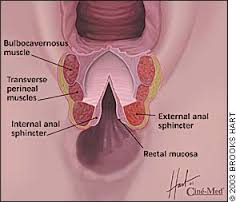 Bulbocavernosus
muscle
Transverse
perineal
muscles
Internal anal
sphincter
External anal
sphincter
Rectal mucosa
Hart
Ciné-Med
© 2003 BROOKS HART